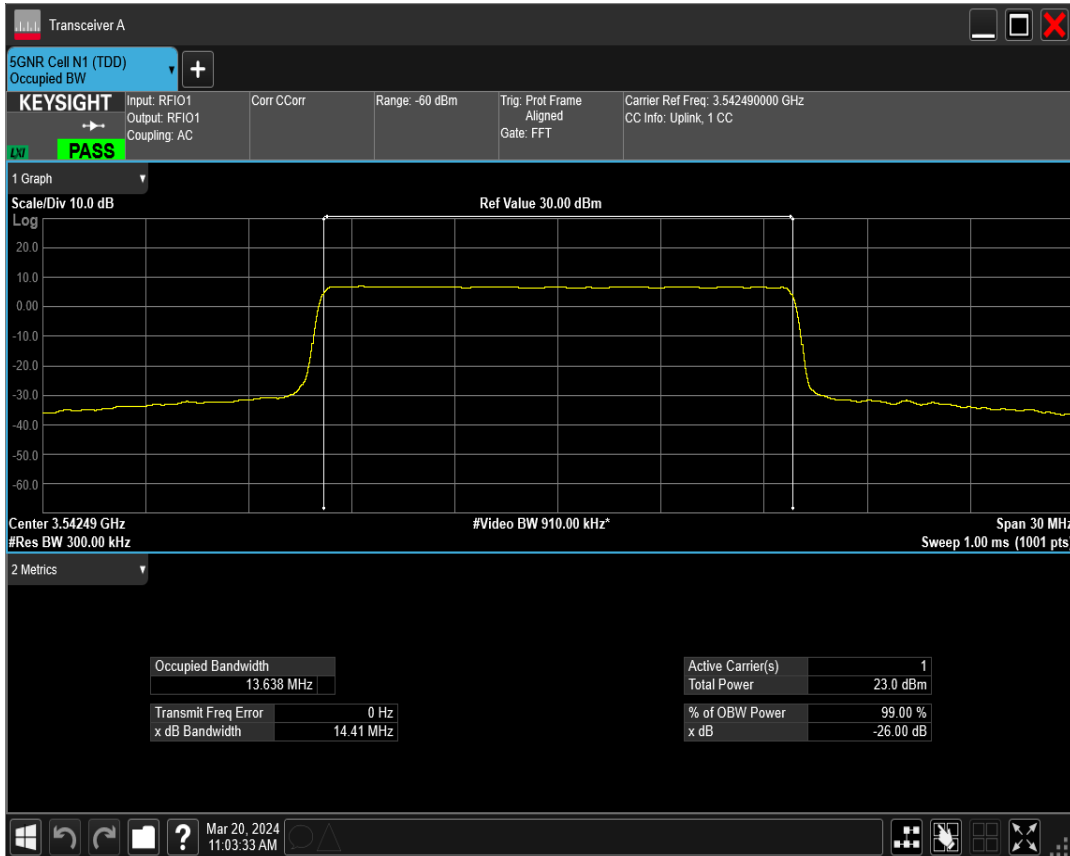 Transceiver A
5GNR Cell N1 (TDD)
Occupied BW
+
KEYSIGHT
LXI
PASS
Input: RFIO1
Output: RFIO1
Coupling: AC
Corr CCorr
Range: -60 dBm
Trig: Prot Frame
Aligned
Gate: FFT
Carrier Ref Freq: 3.542490000 GHz
CC Info: Uplink, 1 CC
1 Graph
Scale/Div 10.0 dB
Ref Value 30.00 dBm
Log
20.0
10.0
0.00
-10.0
-20.0
-30.0
-40.0
-50.0
-60.0
Center 3.54249 GHz
#Video BW 910.00 kHz*
Span 30 MHz
#Res BW 300.00 kHz
Sweep 1.00 ms (1001 pts)
2 Metrics
Occupied Bandwidth
13.638 MHz
Transmit Freq Error 0 Hz
x dB Bandwidth 14.41 MHz
Active Carrier(s) 1
Total Power 23.0 dBm
% of OBW Power 99.00 %
x dB -26.00 dB
?
Mar 20, 2024
11:03:33 AM